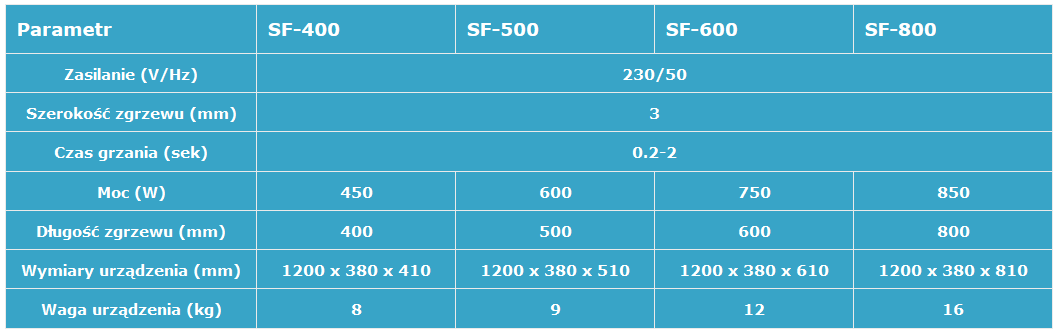 Parametr SF-400 SF-500 SF-600 SF-800
Zasilanie (V/Hz) 230/50
Szerokość zgrzewu (mm) 3
Czas grzania (sek) 0.2-2
Moc (W) 450 600 750 850
Długość zgrzewu (mm) 400 500 600 800
Wymiary urządzenia (mm) 1200 x 380 x 410 1200 x 380 x 510 1200 x 380 x 610 1200 x 380 x 810
Waga urządzenia (kg) 8 9 12 16